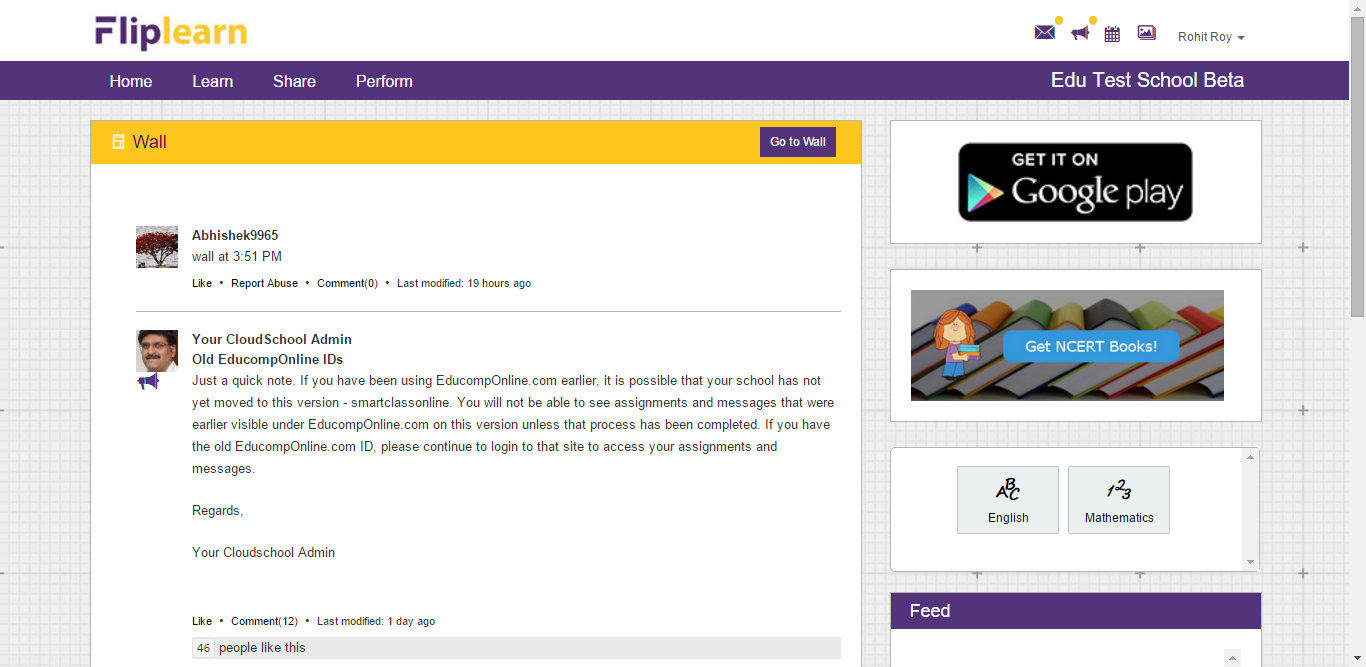 Fliplearn
Rohit Roy
Home Learn Share Perform
Edu Test School Beta
Wall
Go to Wall
Abhishek9965
wall at 3:51 PM
Like • Report Abuse • Comment(0) • Last modified: 19 hours ago
Your CloudSchool Admin
Old EducompOnline IDs
Just a quick note. If you have been using EducompOnline.com earlier, it is possible that your school has not
yet moved to this version - smartclassonline. You will not be able to see assignments and messages that were
earlier visible under EducompOnline.com on this version unless that process has been completed. If you have
the old EducompOnline.com ID, please continue to login to that site to access your assignments and
messages.
Regards,
Your Cloudschool Admin
Like • Comment(12) • Last modified: 1 day ago
46 people like this
GET IT ON
Google play
Get NCERT Books!
ABC
English
123
Mathematics
Feed